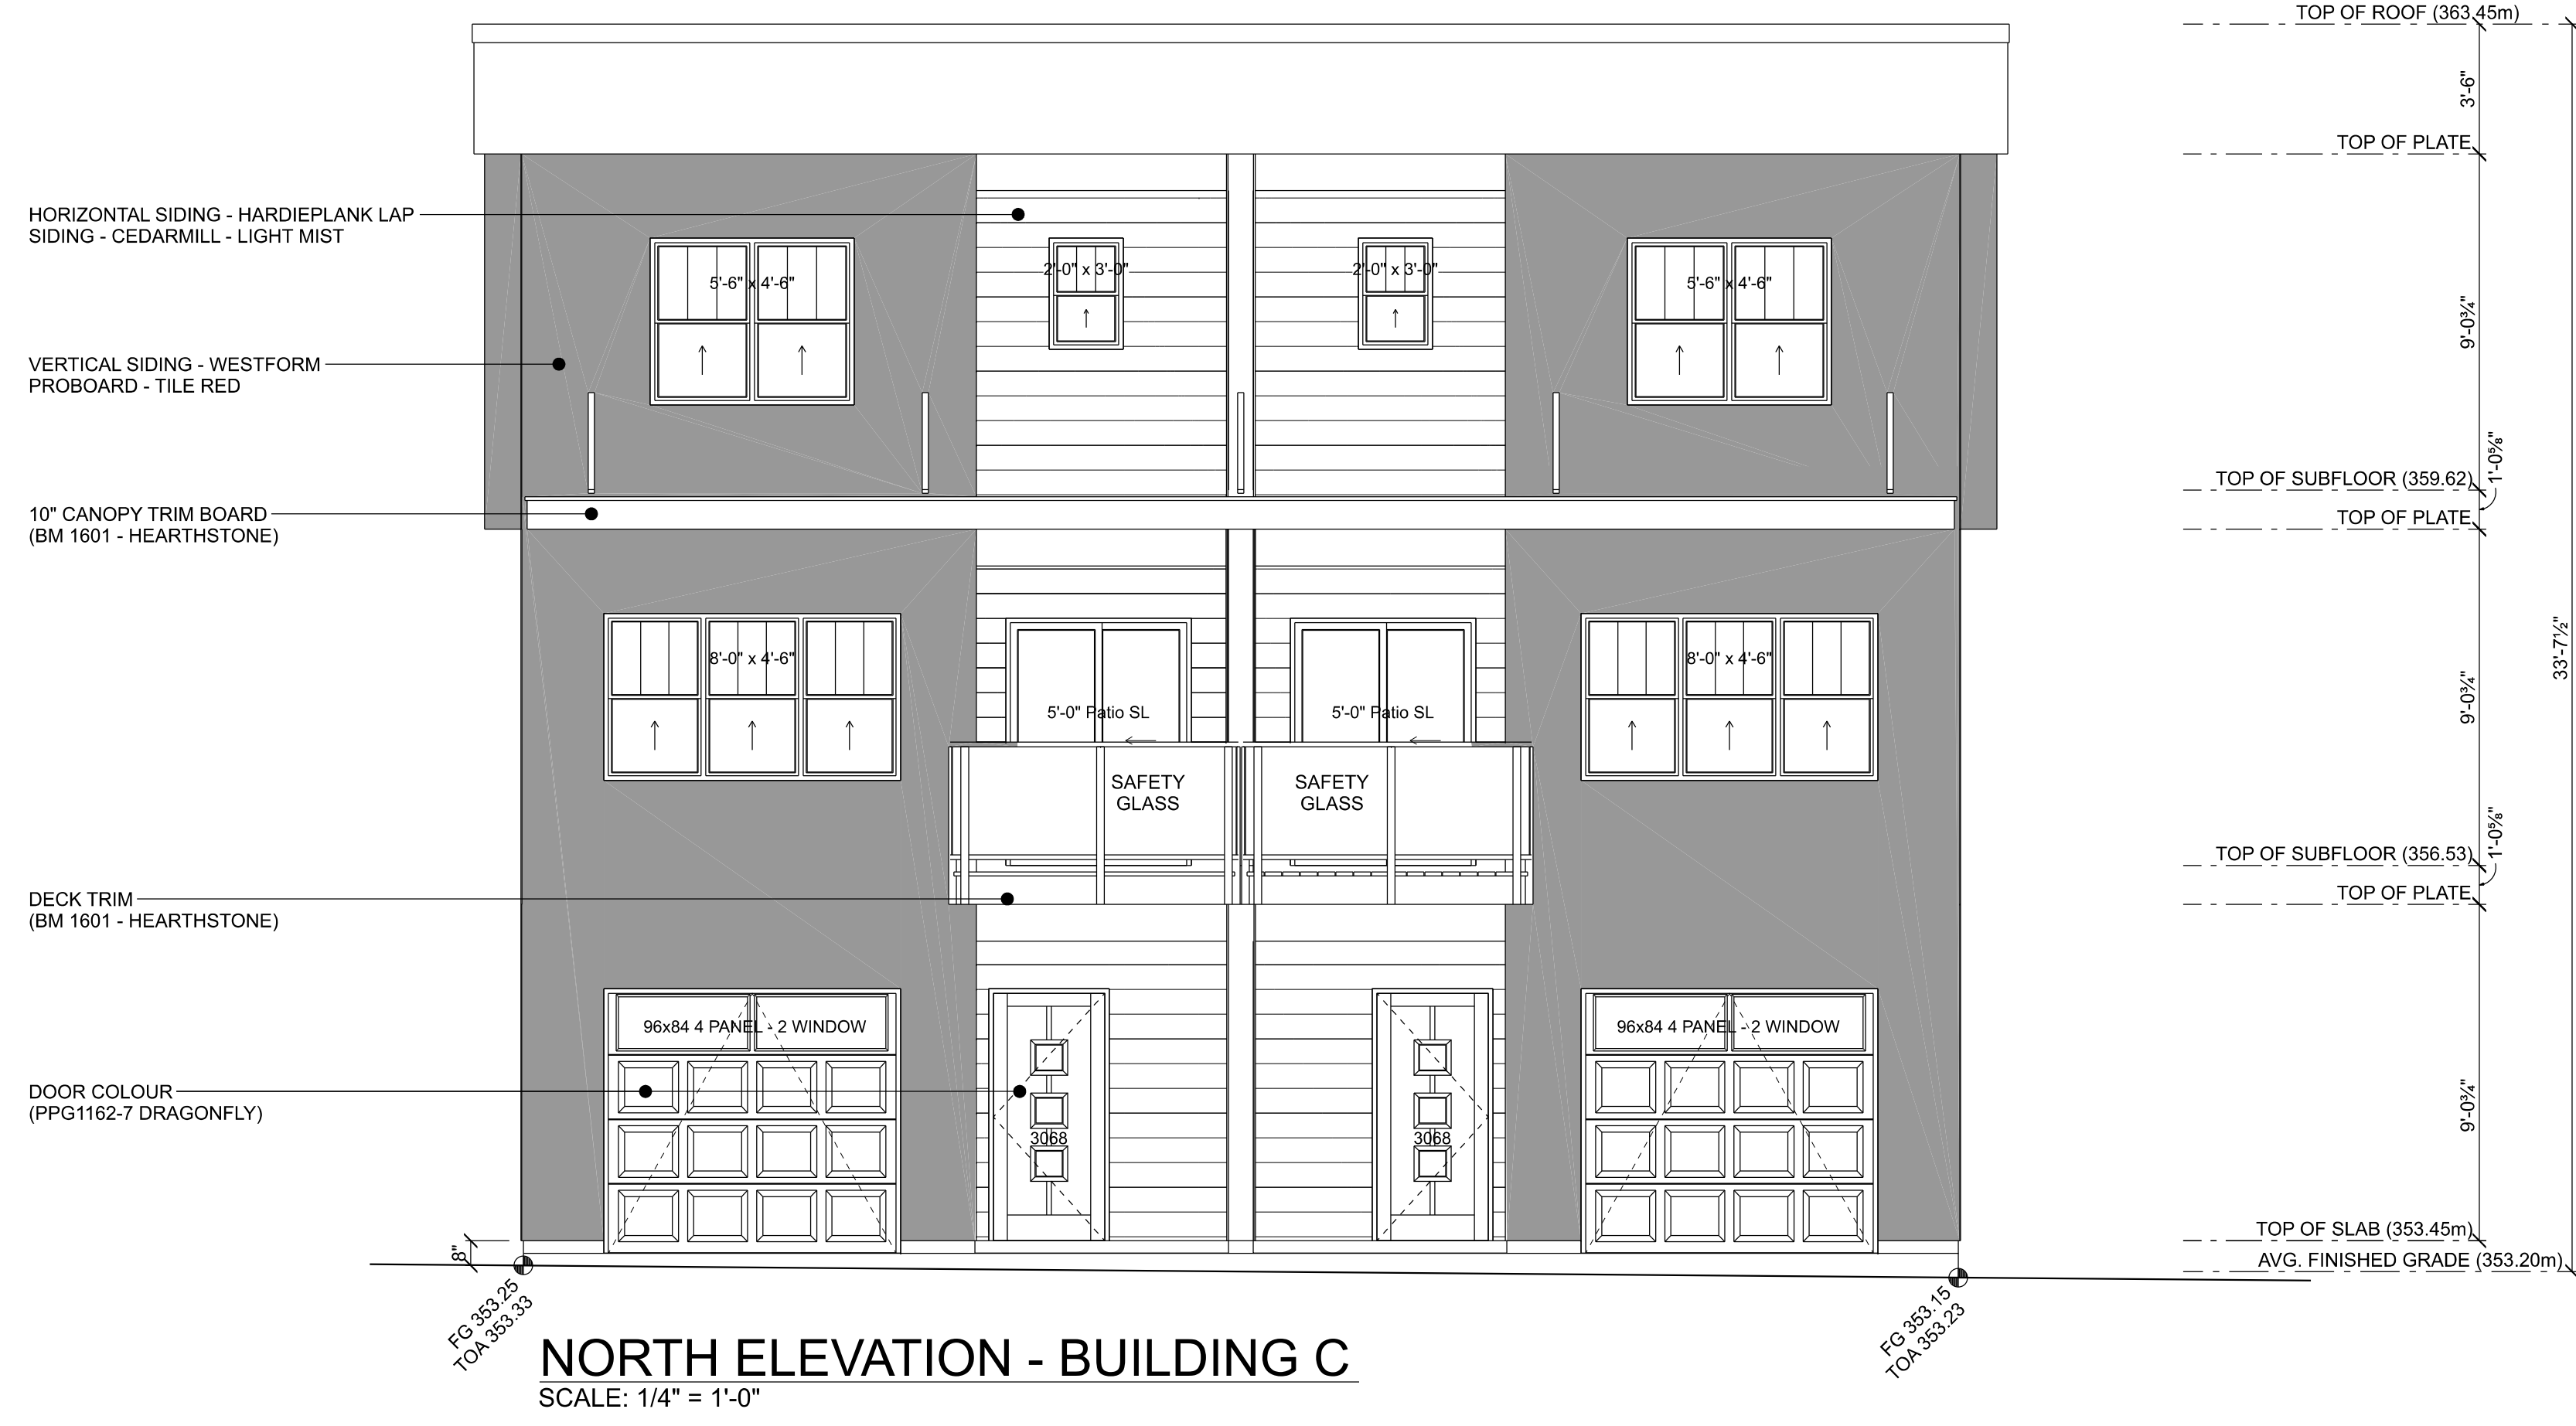 TOP OF ROOF (363.45m)
3'-6"
TOP OF PLATE
HORIZONTAL SIDING - HARDIEPLANK LAP
SIDING - CEDARMILL - LIGHT MIST
5'-6" x 4'-6"
2'-0" x 3'-0"
2'-0" x 3'-0"
5'-6" x 4'-6"
9'-0¾"
VERTICAL SIDING - WESTFORM
PROBOARD - TILE RED
TOP OF SUBFLOOR (359.62)
1'-0⅝"
10" CANOPY TRIM BOARD
(BM 1601 - HEARTHSTONE)
TOP OF PLATE
8'-0" x 4'-6"
5'-0" Patio SL
5'-0" Patio SL
8'-0" x 4'-6"
9'-0¾"
33'-7½"
SAFETY
GLASS
SAFETY
GLASS
TOP OF SUBFLOOR (356.53)
1'-0⅝"
DECK TRIM
(BM 1601 - HEARTHSTONE)
TOP OF PLATE
96x84 4 PANEL - 2 WINDOW
96x84 4 PANEL - 2 WINDOW
DOOR COLOUR
(PPG1162-7 DRAGONFLY)
3068
3068
9'-0¾"
TOP OF SLAB (353.45m)
8"
AVG. FINISHED GRADE (353.20m)
FG 353.25
TOA 353.33
FG 353.15
TOA 353.23
NORTH ELEVATION - BUILDING C
SCALE: 1/4" = 1'-0"